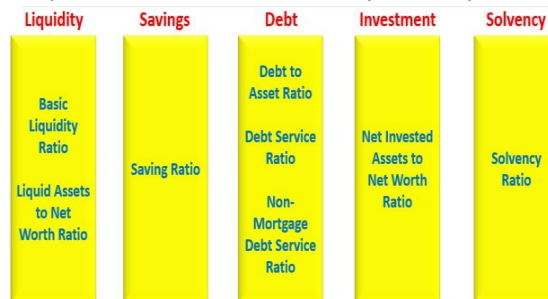 Liquidity
Savings
Debt
Investment
Solvency
Basic
Liquidity
Ratio
Liquid Assets
to Net
Worth Ratio
Saving Ratio
Debt to
Asset Ratio
Debt Service
Ratio
Non-
Mortgage
Debt Service
Ratio
Net Invested
Assets to
Net Worth
Ratio
Solvency
Ratio